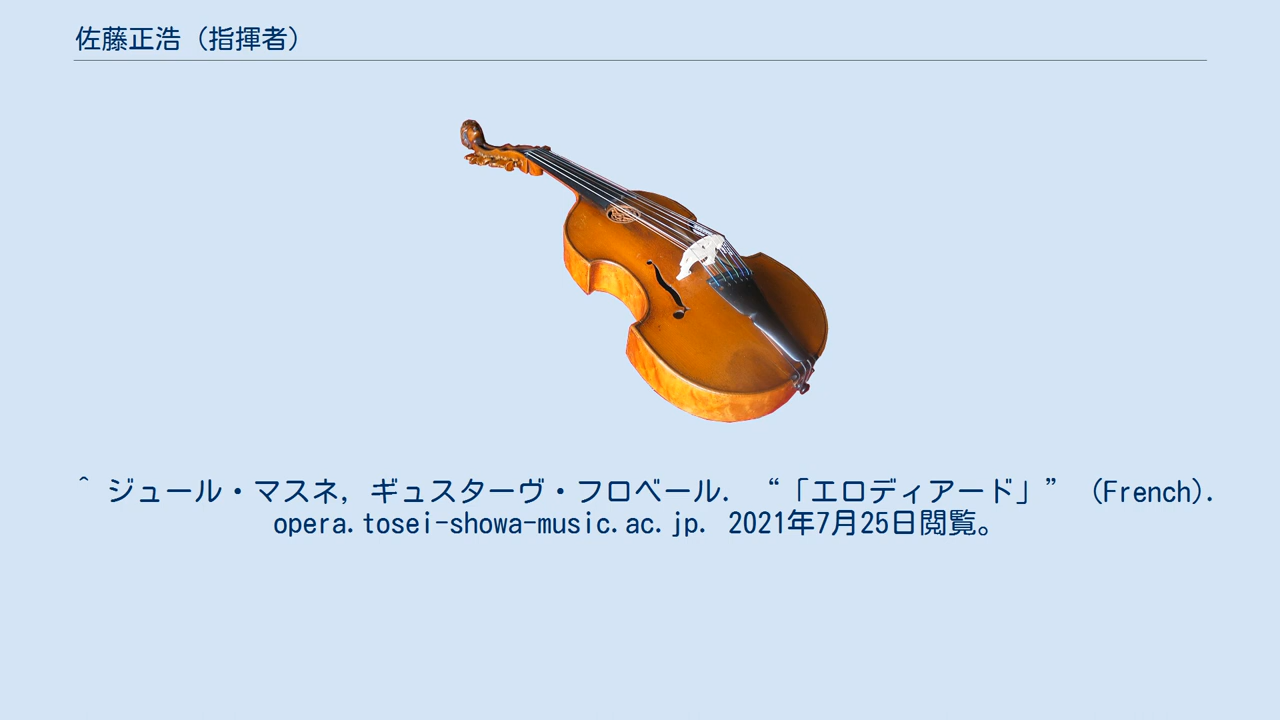 佐藤正浩（指揮者）
^ ジュール・マスネ, ギュスターヴ・フロベール. “「エロディアード」” (French).
opera.tosei-showa-music.ac.jp. 2021年7月25日閲覧。